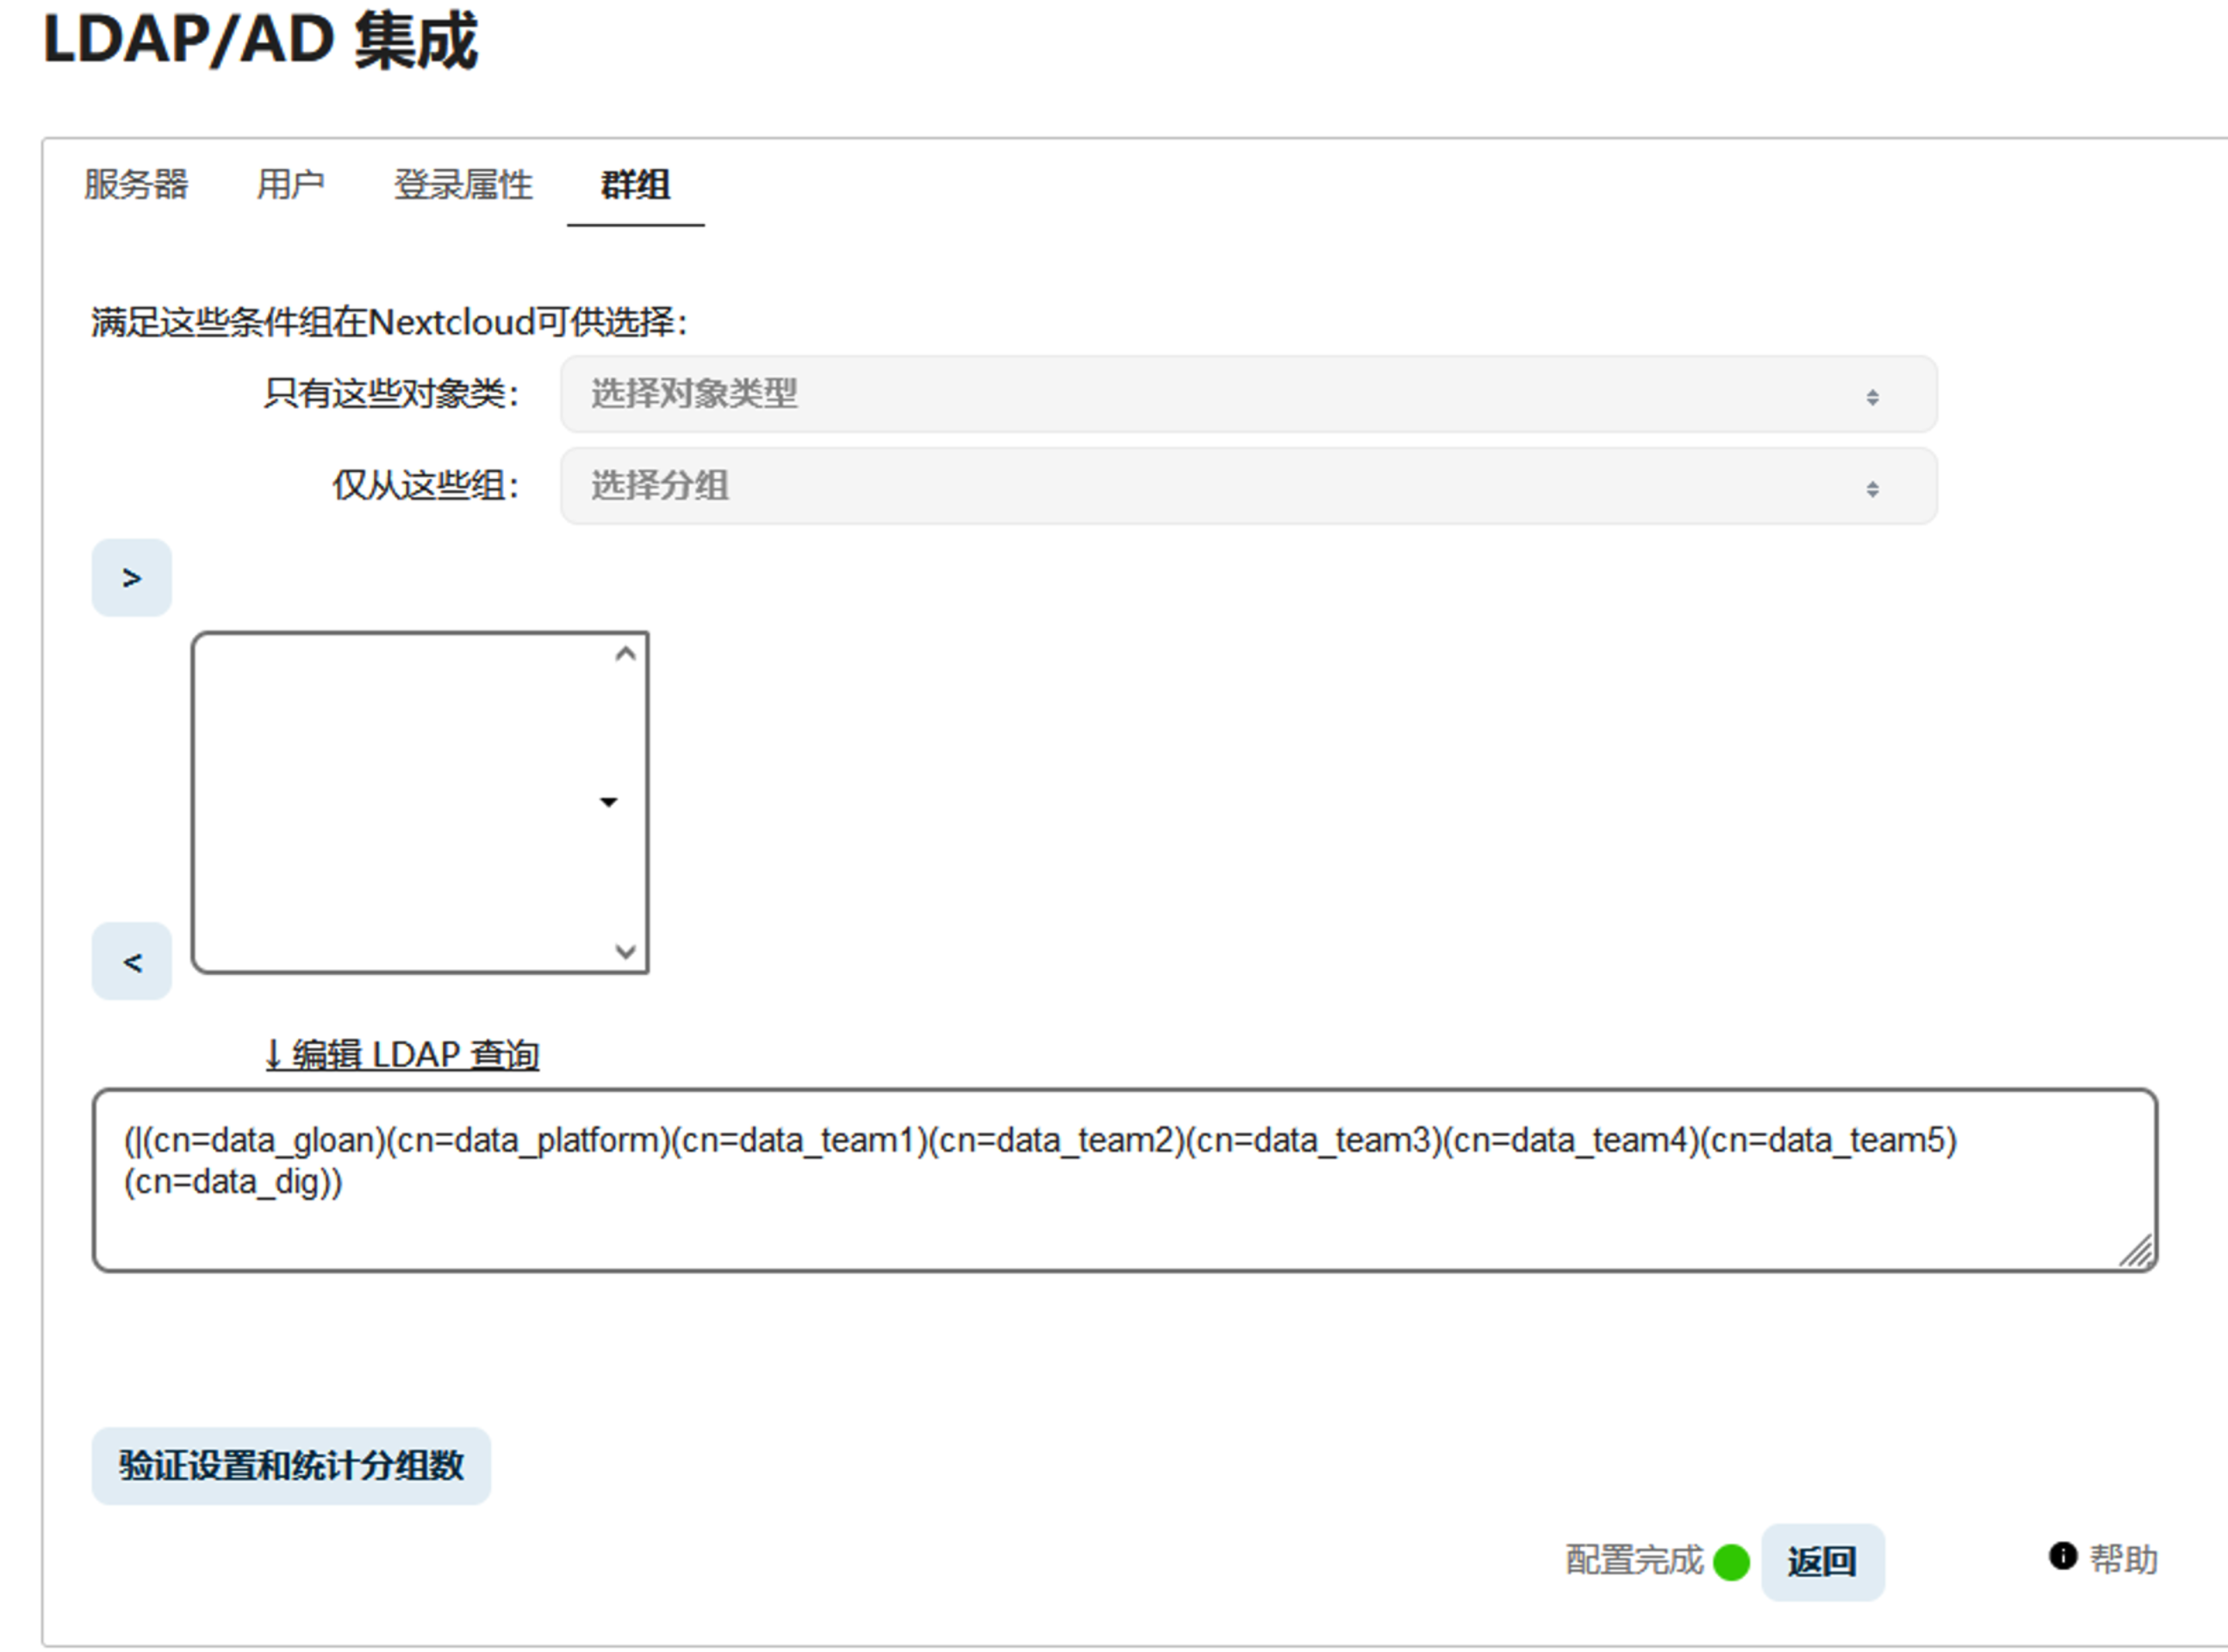 LDAP/AD 集成
服务器 用户 登录属性 群组
满足这些条件组在Nextcloud可供选择：
只有这些对象类： 选择对象类型
仅从这些组： 选择分组
>
<
↓编辑 LDAP 查询
(|(cn=data_gloan)(cn=data_platform)(cn=data_team1)(cn=data_team2)(cn=data_team3)(cn=data_team4)(cn=data_team5)
(cn=data_dig))
验证设置和统计分组数
配置完成 返回 帮助